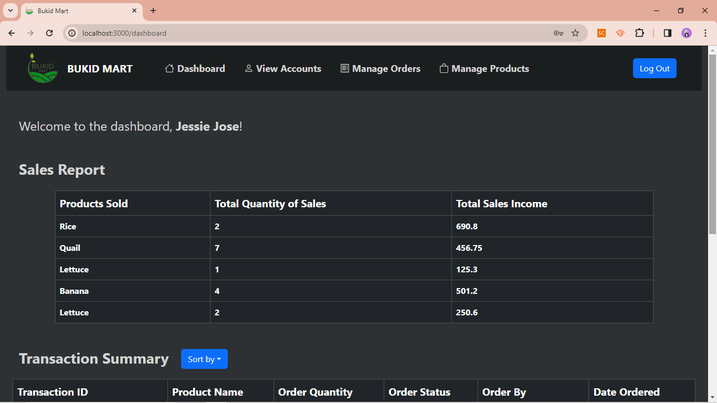 Bukid Mart
localhost:3000/dashboard
BUKID
BUKID MART Dashboard View Accounts Manage Orders Manage Products Log Out
Welcome to the dashboard, Jessie Jose!
Sales Report
Products Sold Total Quantity of Sales Total Sales Income
Rice 2 690.8
Quail 7 456.75
Lettuce 1 125.3
Banana 4 501.2
Lettuce 2 250.6
Transaction Summary Sort by
Transaction ID Product Name Order Quantity Order Status Order By Date Ordered